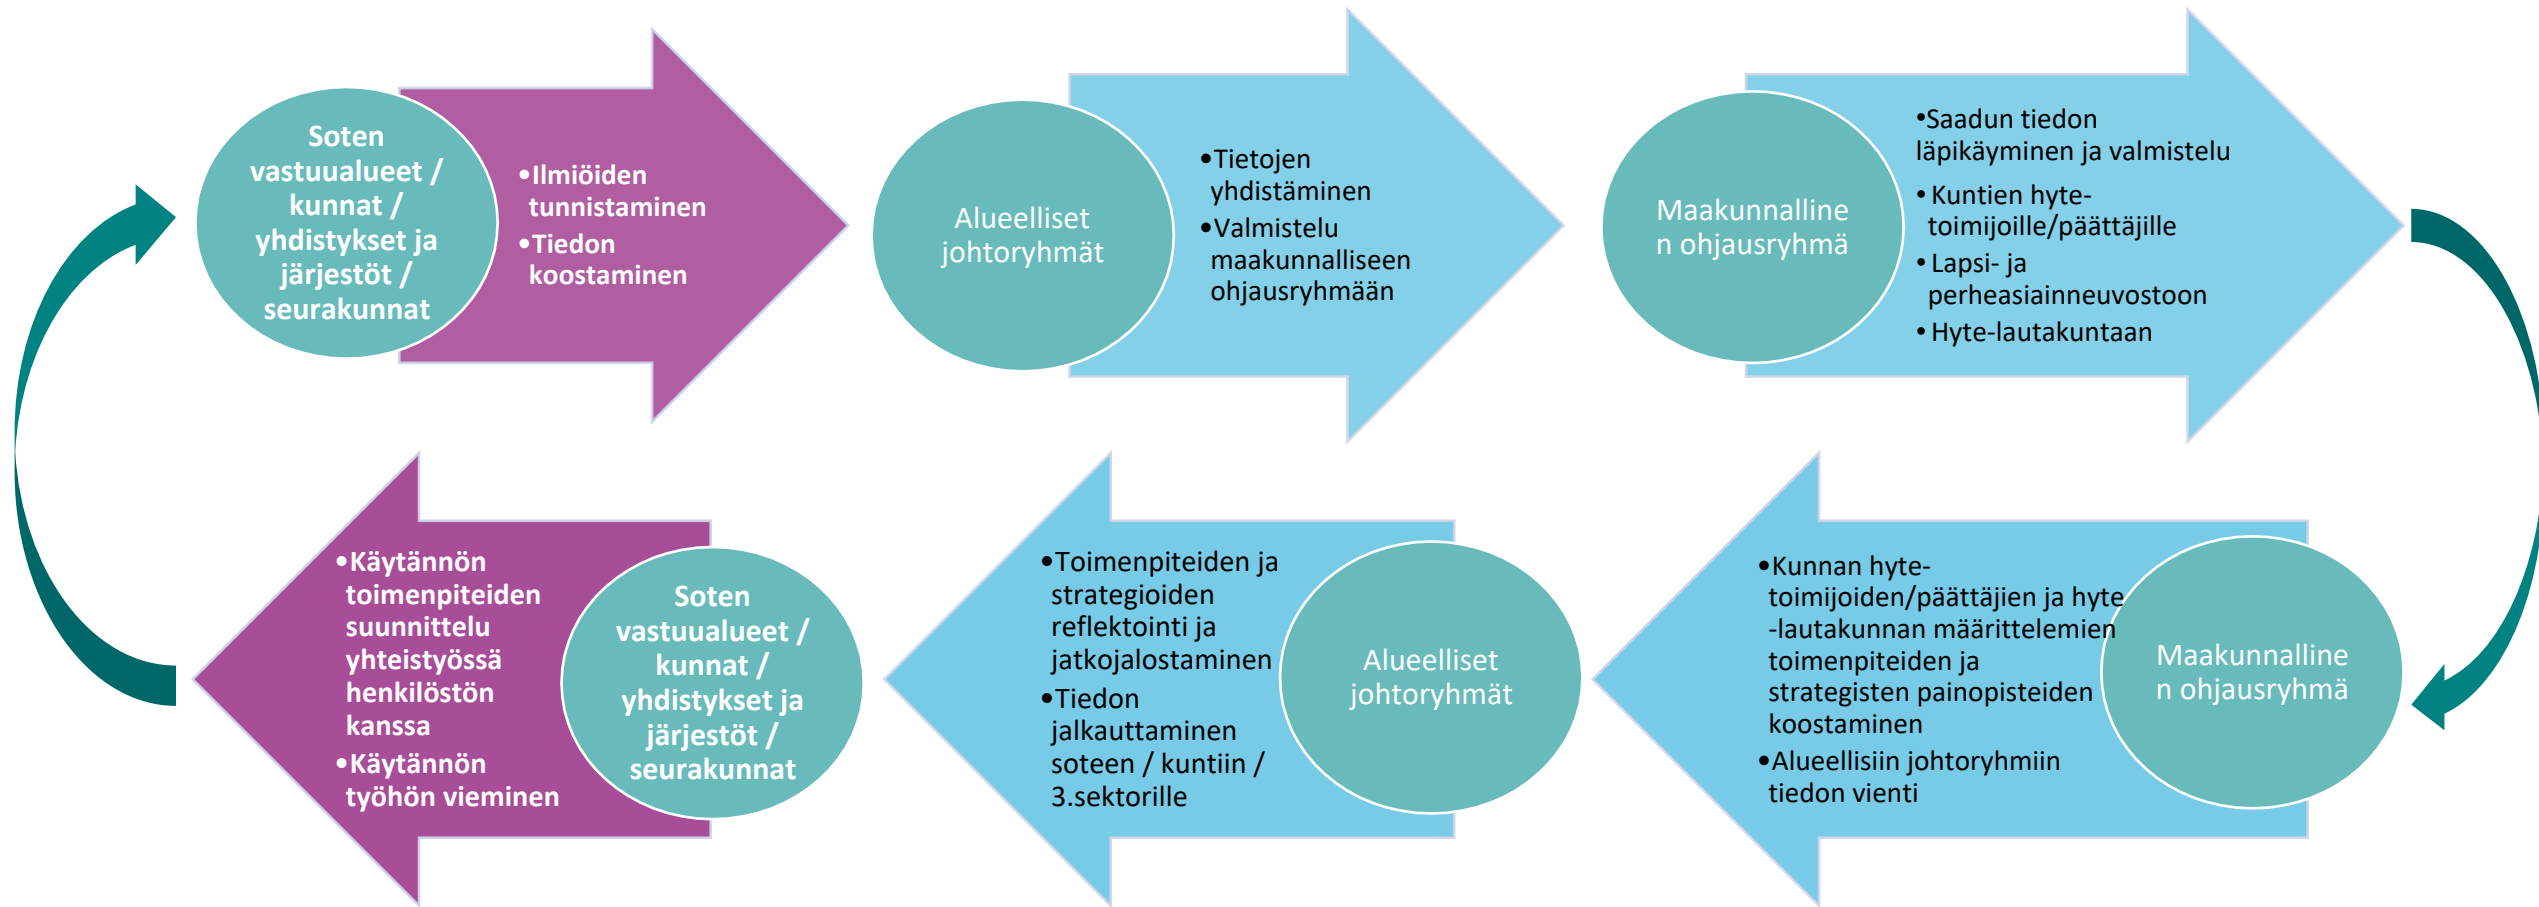 Soten
vastuualueet /
kunnat /
yhdistykset ja
järjestöt /
seurakunnat
•Ilmiöiden
tunnistaminen
•Tiedon
koostaminen
Alueelliset
johtoryhmät
•Tietojen
yhdistäminen
•Valmistelu
maakunnalliseen
ohjausryhmään
Maakunnalline
n ohjausryhmä
•Saadun tiedon
läpikäyminen ja valmistelu
• Kuntien hyte-
toimijoille/päättäjille
• Lapsi- ja
perheasiainneuvostoon
• Hyte-lautakuntaan
•Käytännön
toimenpiteiden
suunnittelu
yhteistyössä
henkilöstön
kanssa
•Käytännön
työhön vieminen
Soten
vastuualueet /
kunnat /
yhdistykset ja
järjestöt /
seurakunnat
•Toimenpiteiden ja
strategioiden
reflektointi ja
jatkojalostaminen
•Tiedon
jalkauttaminen
soteen / kuntiin /
3.sektorille
Alueelliset
johtoryhmät
•Kunnan hyte-
toimijoiden/päättäjien ja hyte
-lautakunnan määrittelemien
toimenpiteiden ja
strategisten painopisteiden
koostaminen
•Alueellisiin johtoryhmiin
tiedon vienti
Maakunnalline
n ohjausryhmä